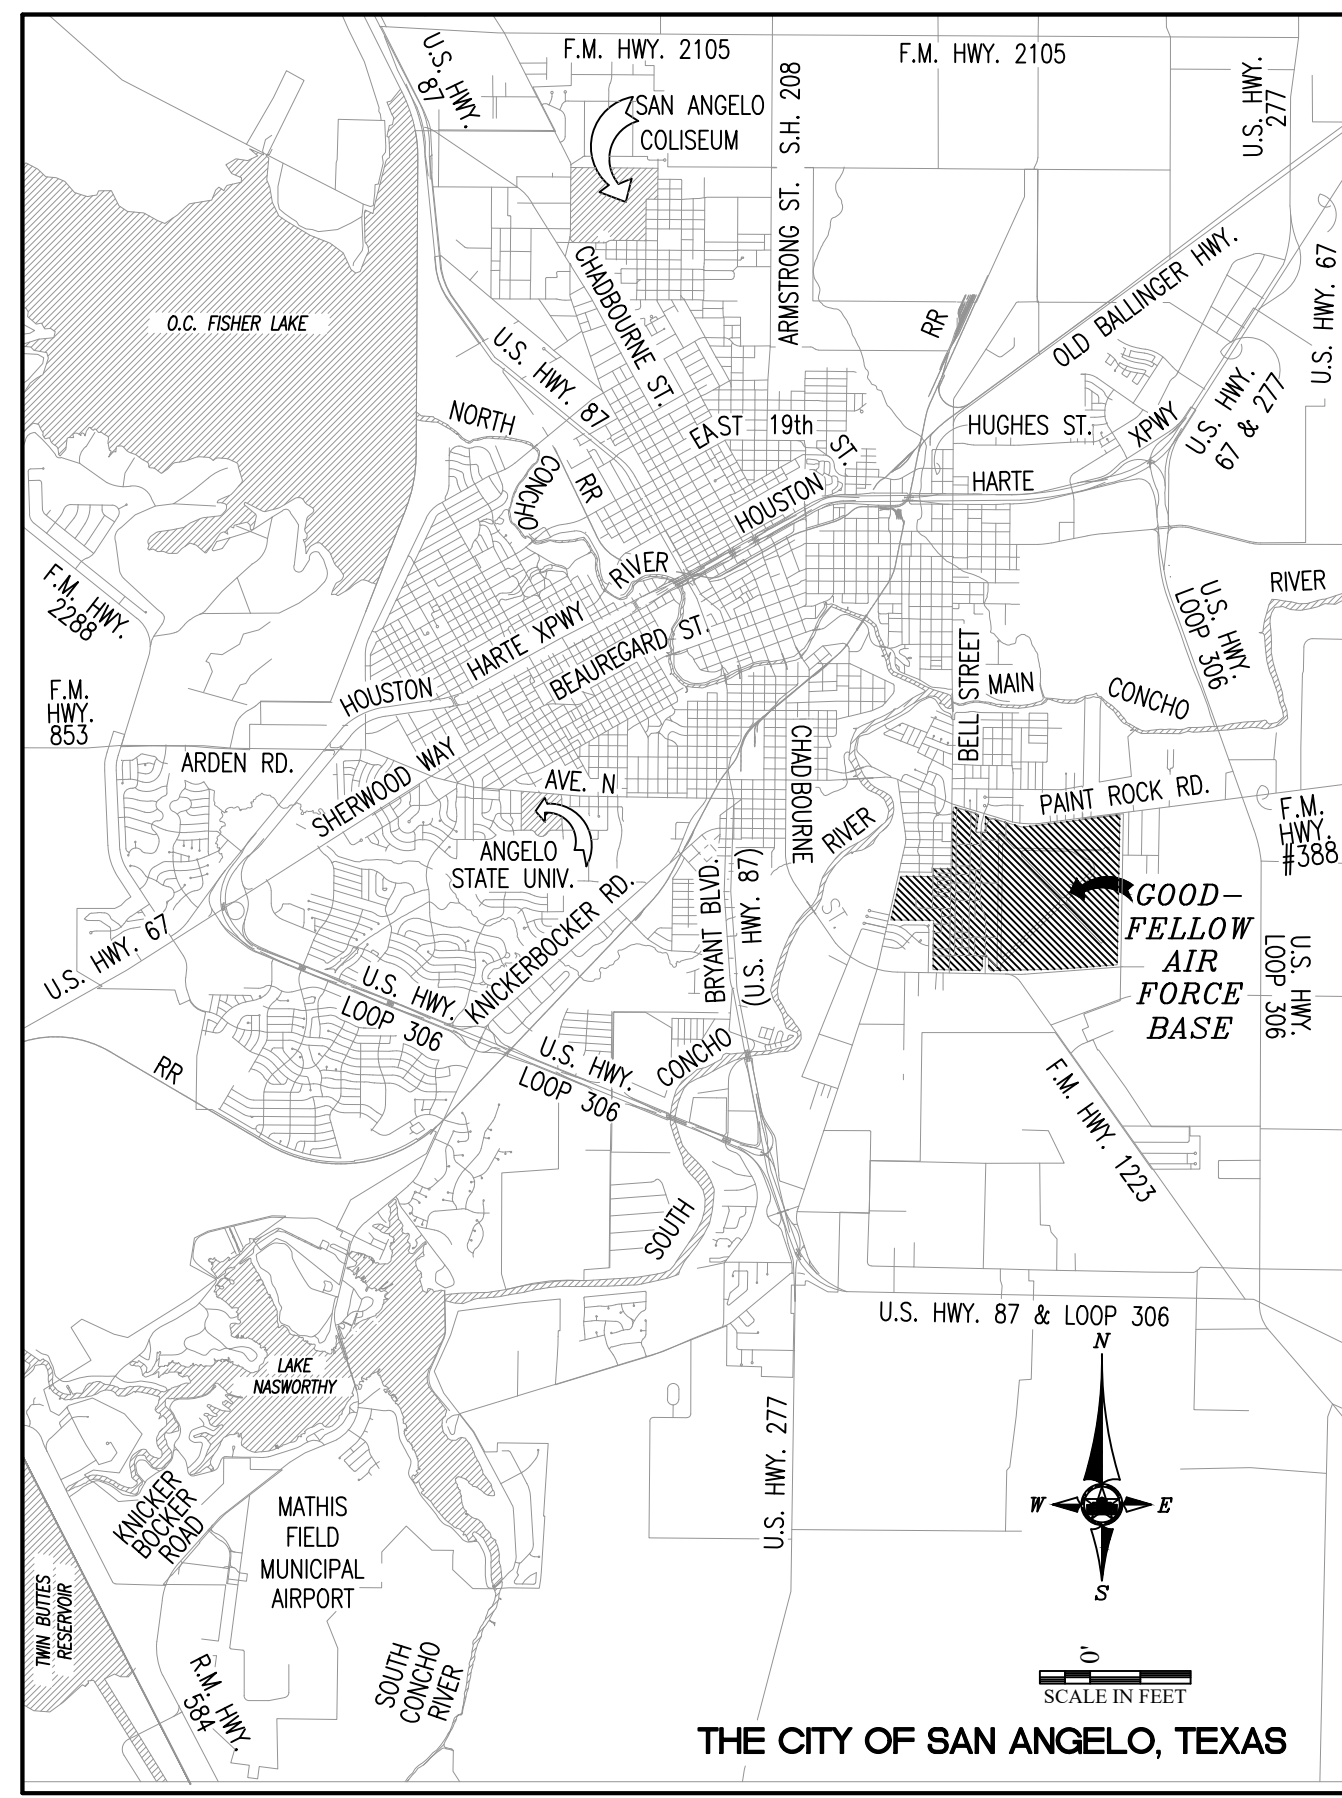 U.S. HWY.
87
F.M. HWY. 2105
F.M. HWY. 2105
U.S. HWY.
277
SAN ANGELO
COLISEUM
ARMSTRONG ST. S.H. 208
O.C. FISHER LAKE
CHADBOURNE ST.
U.S. HWY. 87
RR
OLD BALLINGER HWY.
U.S. HWY. 67
U.S. HWY.
67 & 277
NORTH
CONCHO
RIVER
RR
EAST 19th ST.
HUGHES ST.
HOUSTON
HARTE
XPWY
F.M. HWY.
2288
HOUSTON
HARTE XPWY
BEAUREGARD ST.
U.S. HWY.
LOOP 306
RIVER
F.M.
HWY.
853
BELL STREET
MAIN
CONCHO
ARDEN RD.
SHERWOOD WAY
AVE. N
CHADBOURNE
ST
RIVER
PAINT ROCK RD.
F.M.
HWY.
#388
ANGELO
STATE UNIV.
BRYANT BLVD.
(U.S. HWY. 87)
GOOD-
FELLOW
AIR
FORCE
BASE
U.S. HWY. 67
KNICKERBOCKER RD.
U.S. HWY.
LOOP 306
U.S. HWY.
LOOP 306
RR
U.S. HWY.
LOOP 306
CONCHO
SOUTH
F.M. HWY. 1223
U.S. HWY. 87 & LOOP 306
LAKE
NASWORTHY
U.S. HWY. 277
N
W
E
S
KNICKER
BOCKER
ROAD
MATHIS
FIELD
MUNICIPAL
AIRPORT
TWIN BUTTES
RESERVOIR
R.M. HWY.
584
SOUTH
CONCHO
RIVER
0'
SCALE IN FEET
THE CITY OF SAN ANGELO, TEXAS